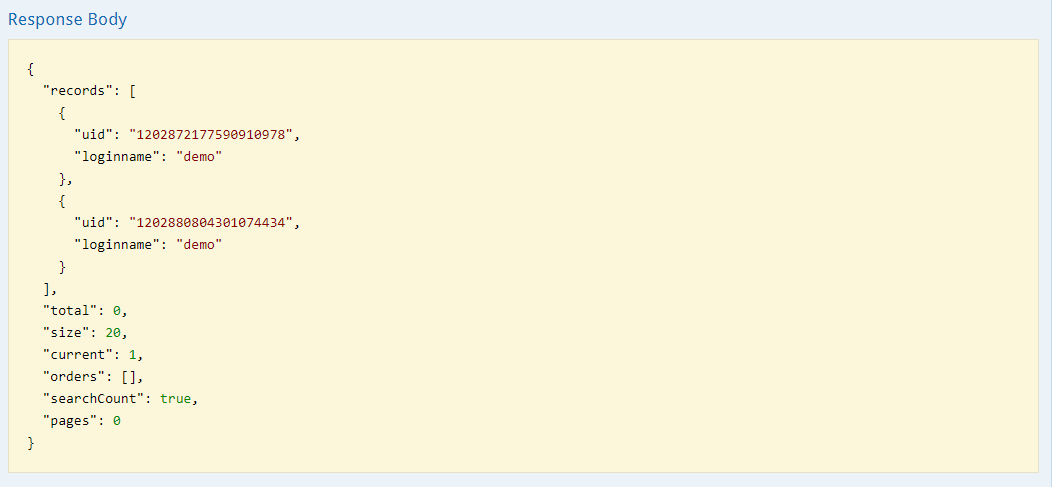 Response Body
{
  "records": [
    {
      "uid": "1202872177590910978",
      "loginname": "demo"
    },
    {
      "uid": "1202880804301074434",
      "loginname": "demo"
    }
  ],
  "total": 0,
  "size": 20,
  "current": 1,
  "orders": [],
  "searchCount": true,
  "pages": 0
}